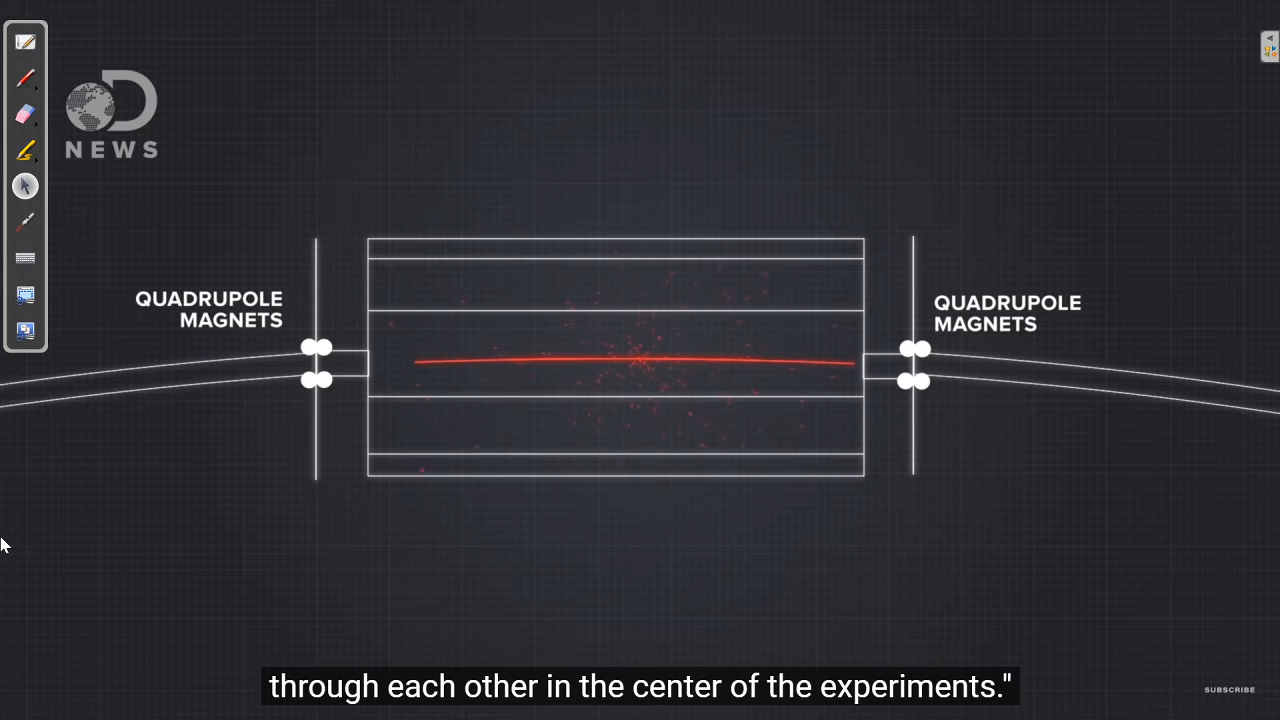 NEWS
QUADRUPOLE
MAGNETS
QUADRUPOLE
MAGNETS
through each other in the center of the experiments."
SUBSCRIBE